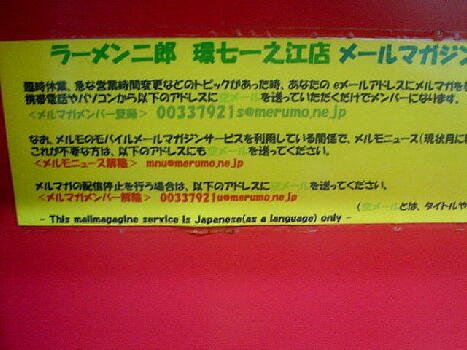 ラーメン二郎 環七一之江店 メールマガジン
臨時休業、急な営業時間変更などのトピックがあった時、あなたの eメールアドレスにメルマガを
携帯電話やパソコンから以下のアドレスに空メールを送っていただくだけでメンバーになります。
<メルマガメンバー登録> 00337921s@merumo.ne.jp
なお、メルモのモバイルメールマガジンサービスを利用している関係で、メルモニュース(現状月に
これが不要な方は、以下のアドレスにも空メールを送ってください。
<メルモニュース解除> mnu@merumo.ne.jp
メルマガの配信停止を行う場合は、以下のアドレスに空メールを送ってください。
<メルマガメンバー解除> 00337921u@merumo.ne.jp
(空メールとは、タイトルや
- This mailmagagine service is Japanese(as a language) only -